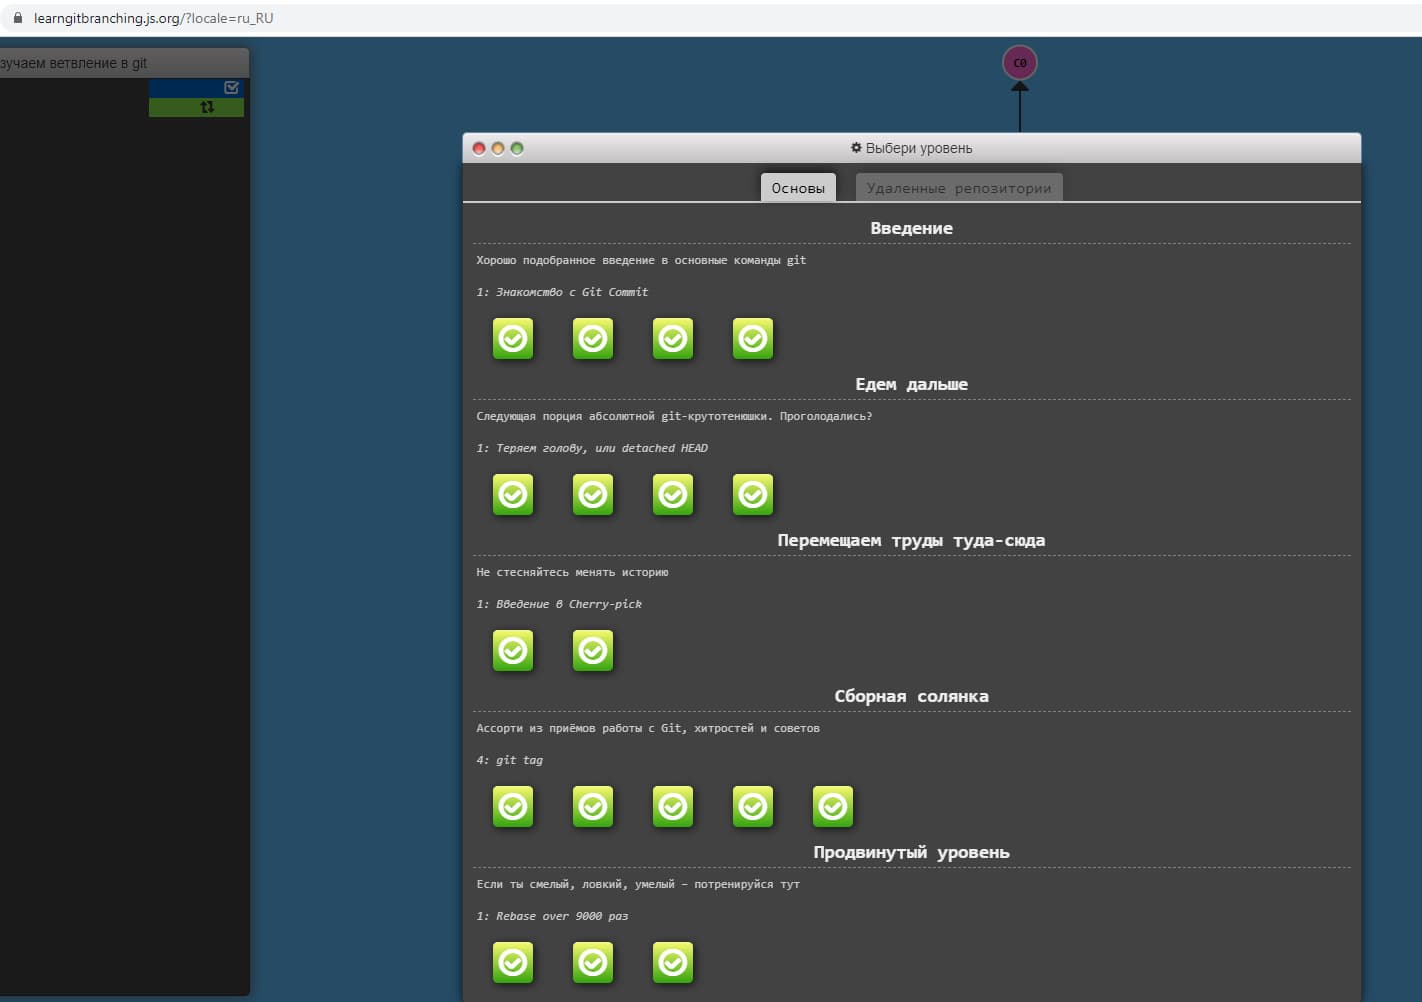 learngitbranching.js.org/?locale=ru_RU
зучаем ветвление в git
C0
Выбери уровень
Основы
Удаленные репозитории
Введение
Хорошо подобранное введение в основные команды git
1: Знакомство с Git Commit
Едем дальше
Следующая порция абсолютной git-крутотенюшки. Проголодались?
1: Теряем голову, или detached HEAD
Перемещаем труды туда-сюда
Не стесняйтесь менять историю
1: Введение в Cherry-pick
Сборная солянка
Ассорти из приёмов работы с Git, хитростей и советов
4: git tag
Продвинутый уровень
Если ты смелый, ловкий, умелый – потренируйся тут
1: Rebase over 9000 раз